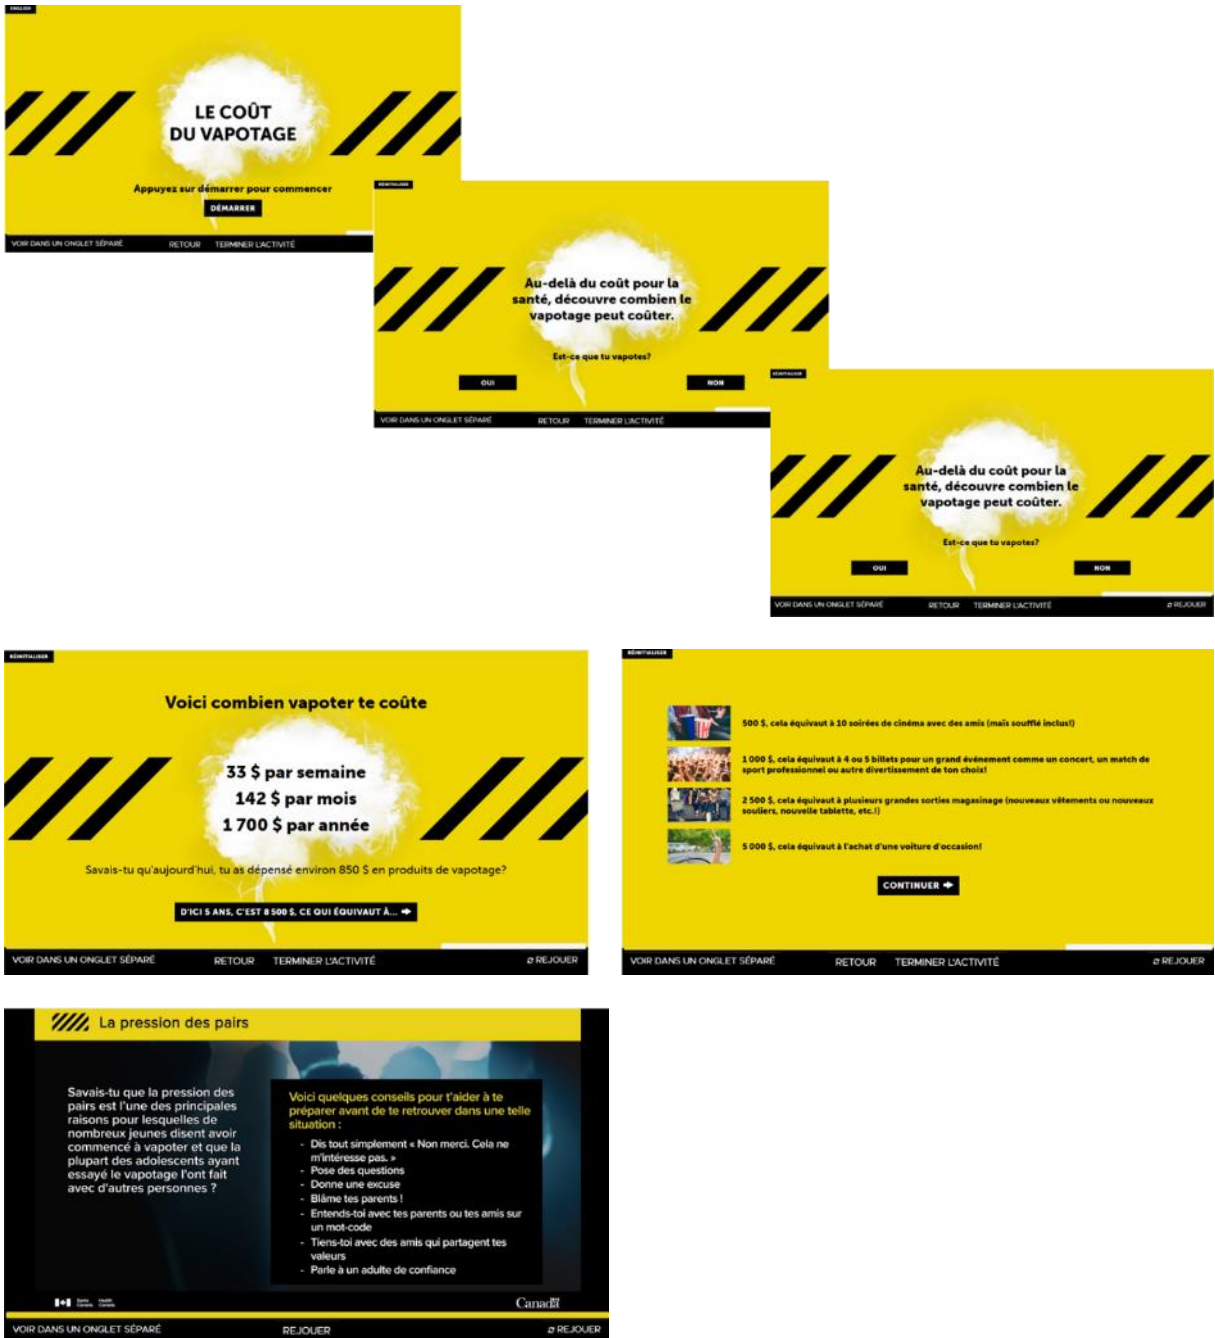 ENGLISH
LE COÛT
DU VAPOTAGE
Appuyez sur démarrer pour commencer
DÉMARRER
VOIR DANS UN ONGLET SÉPARÉ RETOUR TERMINER L'ACTIVITÉ
RÉINITIALISER
Au-delà du coût pour la
santé, découvre combien le
vapotage peut coûter.
Est-ce que tu vapotes?
OUI NON
VOIR DANS UN ONGLET SÉPARÉ RETOUR TERMINER L'ACTIVITÉ
RÉINITIALISER
Au-delà du coût pour la
santé, découvre combien le
vapotage peut coûter.
Est-ce que tu vapotes?
OUI NON
VOIR DANS UN ONGLET SÉPARÉ RETOUR TERMINER L'ACTIVITÉ REJOUER
RÉINITIALISER
Voici combien vapoter te coûte
33 $ par semaine
142 $ par mois
1 700 $ par année
Savais-tu qu'aujourd'hui, tu as dépensé environ 850 $ en produits de vapotage?
D'ICI 5 ANS, C'EST 8 500 $, CE QUI ÉQUIVAUT À...
VOIR DANS UN ONGLET SÉPARÉ RETOUR TERMINER L'ACTIVITÉ REJOUER
RÉINITIALISER
500 $, cela équivaut à 10 soirées de cinéma avec des amis (maïs soufflé inclus!)
1 000 $, cela équivaut à 4 ou 5 billets pour un grand événement comme un concert, un match de
sport professionnel ou autre divertissement de ton choix!
2 500 $, cela équivaut à plusieurs grandes sorties magasinage (nouveaux vêtements ou nouveaux
souliers, nouvelle tablette, etc.!)
5 000 $, cela équivaut à l'achat d'une voiture d'occasion!
CONTINUER
VOIR DANS UN ONGLET SÉPARÉ RETOUR TERMINER L'ACTIVITÉ REJOUER
La pression des pairs
Savais-tu que la pression des
pairs est l'une des principales
raisons pour lesquelles de
nombreux jeunes disent avoir
commencé à vapoter et que la
plupart des adolescents ayant
essayé le vapotage l'ont fait
avec d'autres personnes ?
Voici quelques conseils pour t'aider à te
préparer avant de te retrouver dans une telle
situation :
- Dis tout simplement « Non merci. Cela ne
m'intéresse pas. »
- Pose des questions
- Donne une excuse
- Blâme tes parents !
- Entends-toi avec tes parents ou tes amis sur
un mot-code
- Tiens-toi avec des amis qui partagent tes
valeurs
- Parle à un adulte de confiance
Santé Health
Canada Canada
Canada
VOIR DANS UN ONGLET SÉPARÉ REJOUER REJOUER